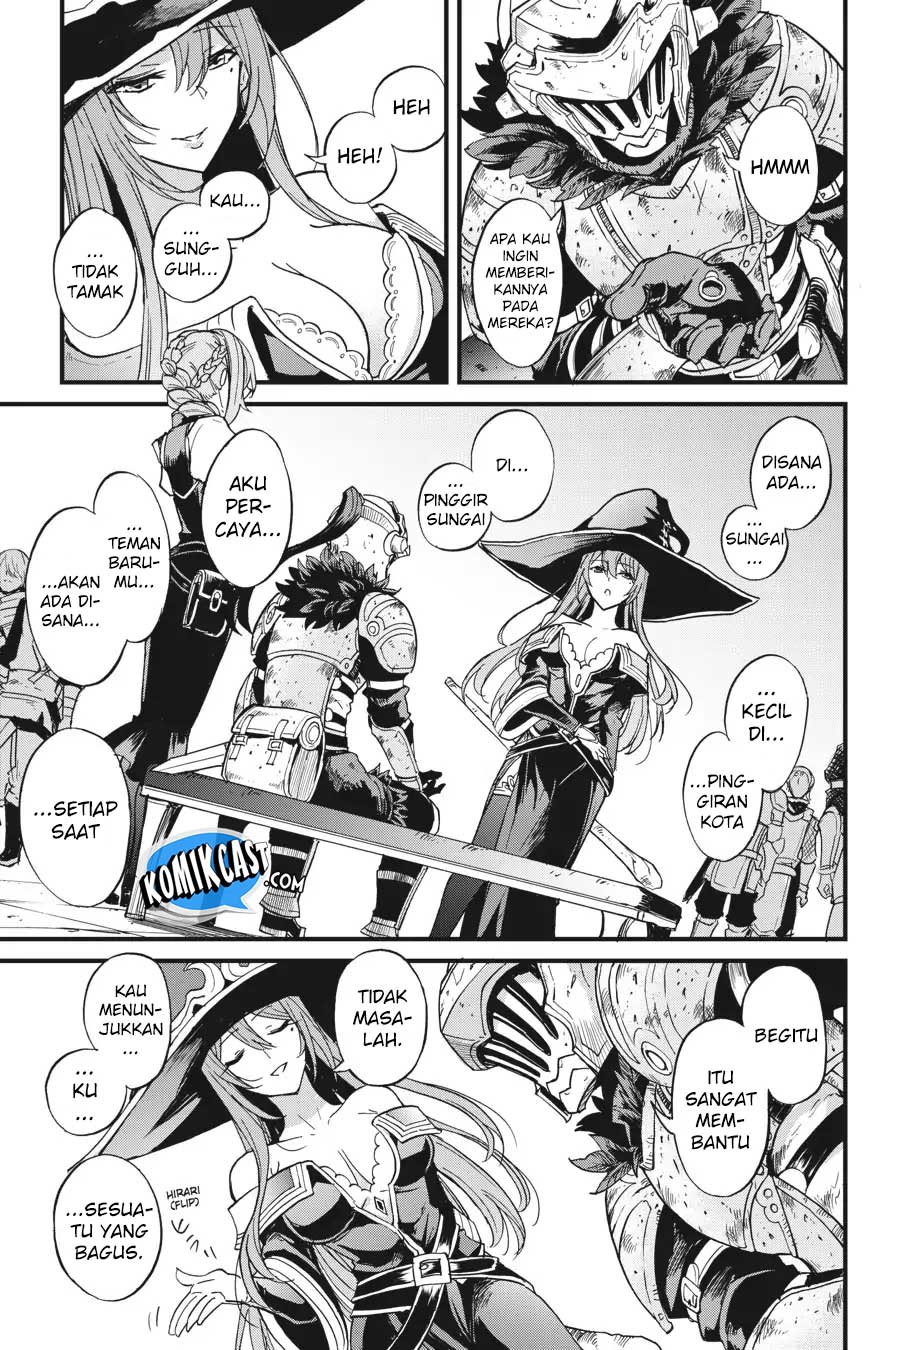 HMMM
APA KAU
INGIN
MEMBERI-
KANNYA
PADA
MEREKA?
HEH
HEH!
KAU...
...
SUNG-
GUH...
...
TIDAK
TAMAK
DISANA
ADA...
...
SUNGAI
...
KECIL
DI...
...PING-
GIRAN
KOTA
DI...
...
PINGGIR
SUNGAI
AKU
PER-
CAYA...
...
TEMAN
BARU-
MU...
...AKAN
ADA DI-
SANA...
...SETIAP
SAAT
KOMIKCAST
.COM
BEGITU
ITU
SANGAT
MEM-
BANTU
TIDAK
MASA-
LAH.
KAU
MENUN-
JUKKAN
...
...
KU
...
...SESUA-
TU YANG
BAGUS.
HIRARI
(FLIP)